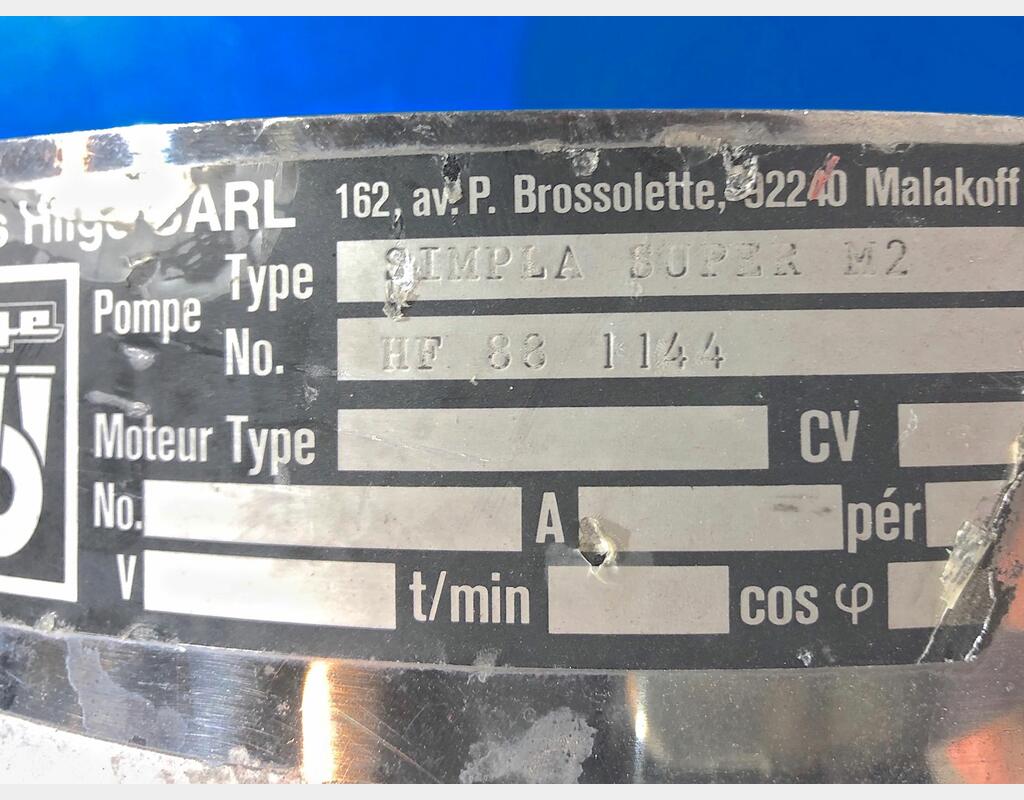 s Hilge SARL 162, av. P. Brossolette, 92240 Malakoff
Pompe Type SIMPLA SUPER M2
No. HF 88 1144
Moteur Type CV
No. A pér
V t/min cos φ